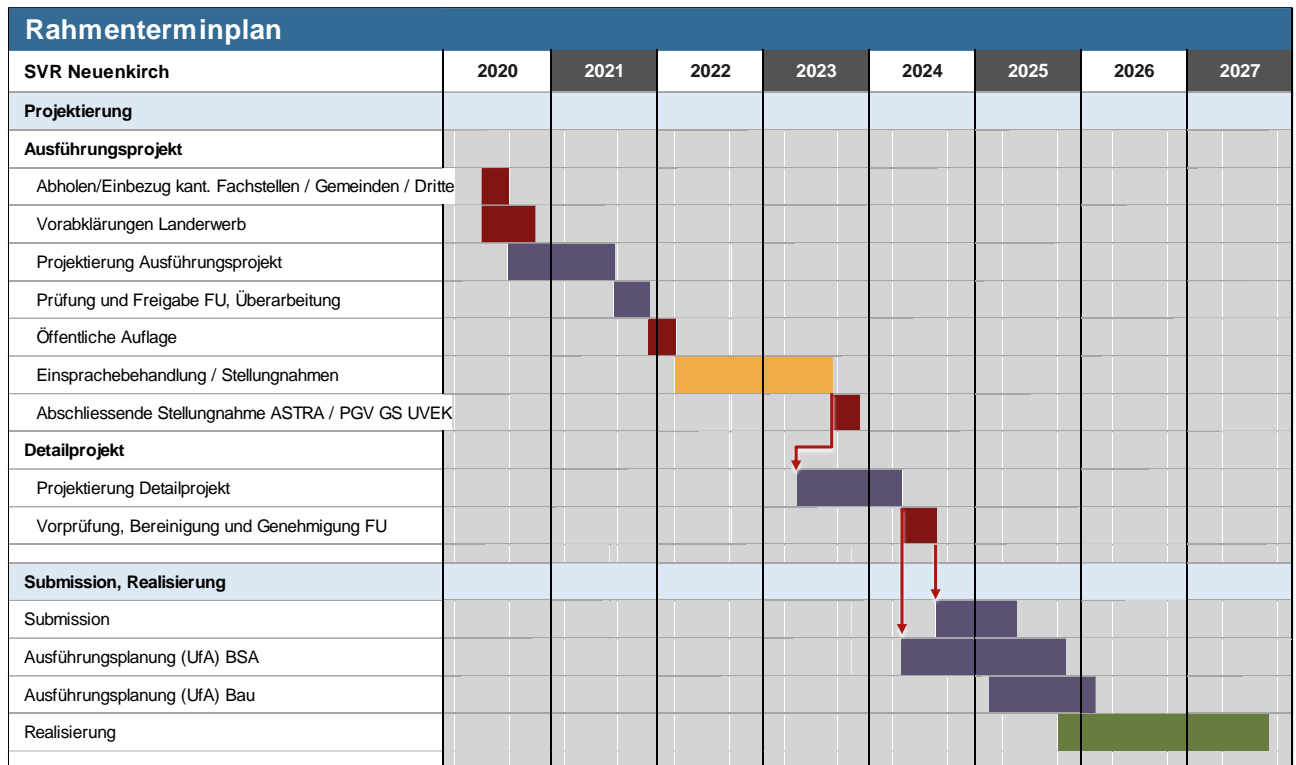 Rahmenterminplan
SVR Neuenkirch 2020 2021 2022 2023 2024 2025 2026 2027
Projektierung
Ausführungsprojekt
Abholen/Einbezug kant. Fachstellen / Gemeinden / Dritte
Vorabklärungen Landerwerb
Projektierung Ausführungsprojekt
Prüfung und Freigabe FU, Überarbeitung
Öffentliche Auflage
Einsprachebehandlung / Stellungnahmen
Abschliessende Stellungnahme ASTRA / PGV GS UVEK
Detailprojekt
Projektierung Detailprojekt
Vorprüfung, Bereinigung und Genehmigung FU
Submission, Realisierung
Submission
Ausführungsplanung (UfA) BSA
Ausführungsplanung (UfA) Bau
Realisierung